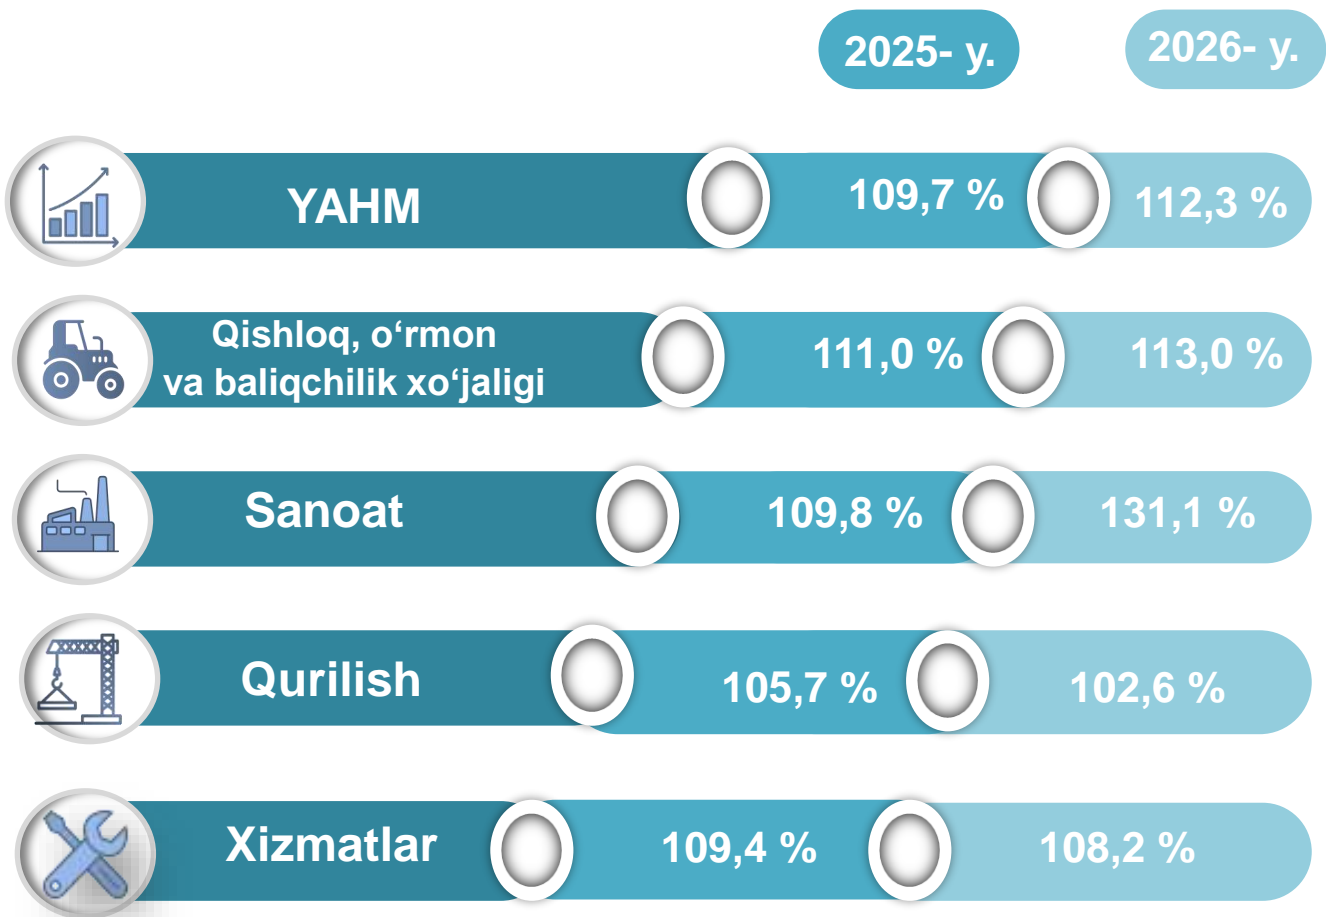 2025- y.
2026- y.
YAHM
109,7 %
112,3 %
Qishloq, o‘rmon
va baliqchilik xo‘jaligi
111,0 %
113,0 %
Sanoat
109,8 %
131,1 %
Qurilish
105,7 %
102,6 %
Xizmatlar
109,4 %
108,2 %